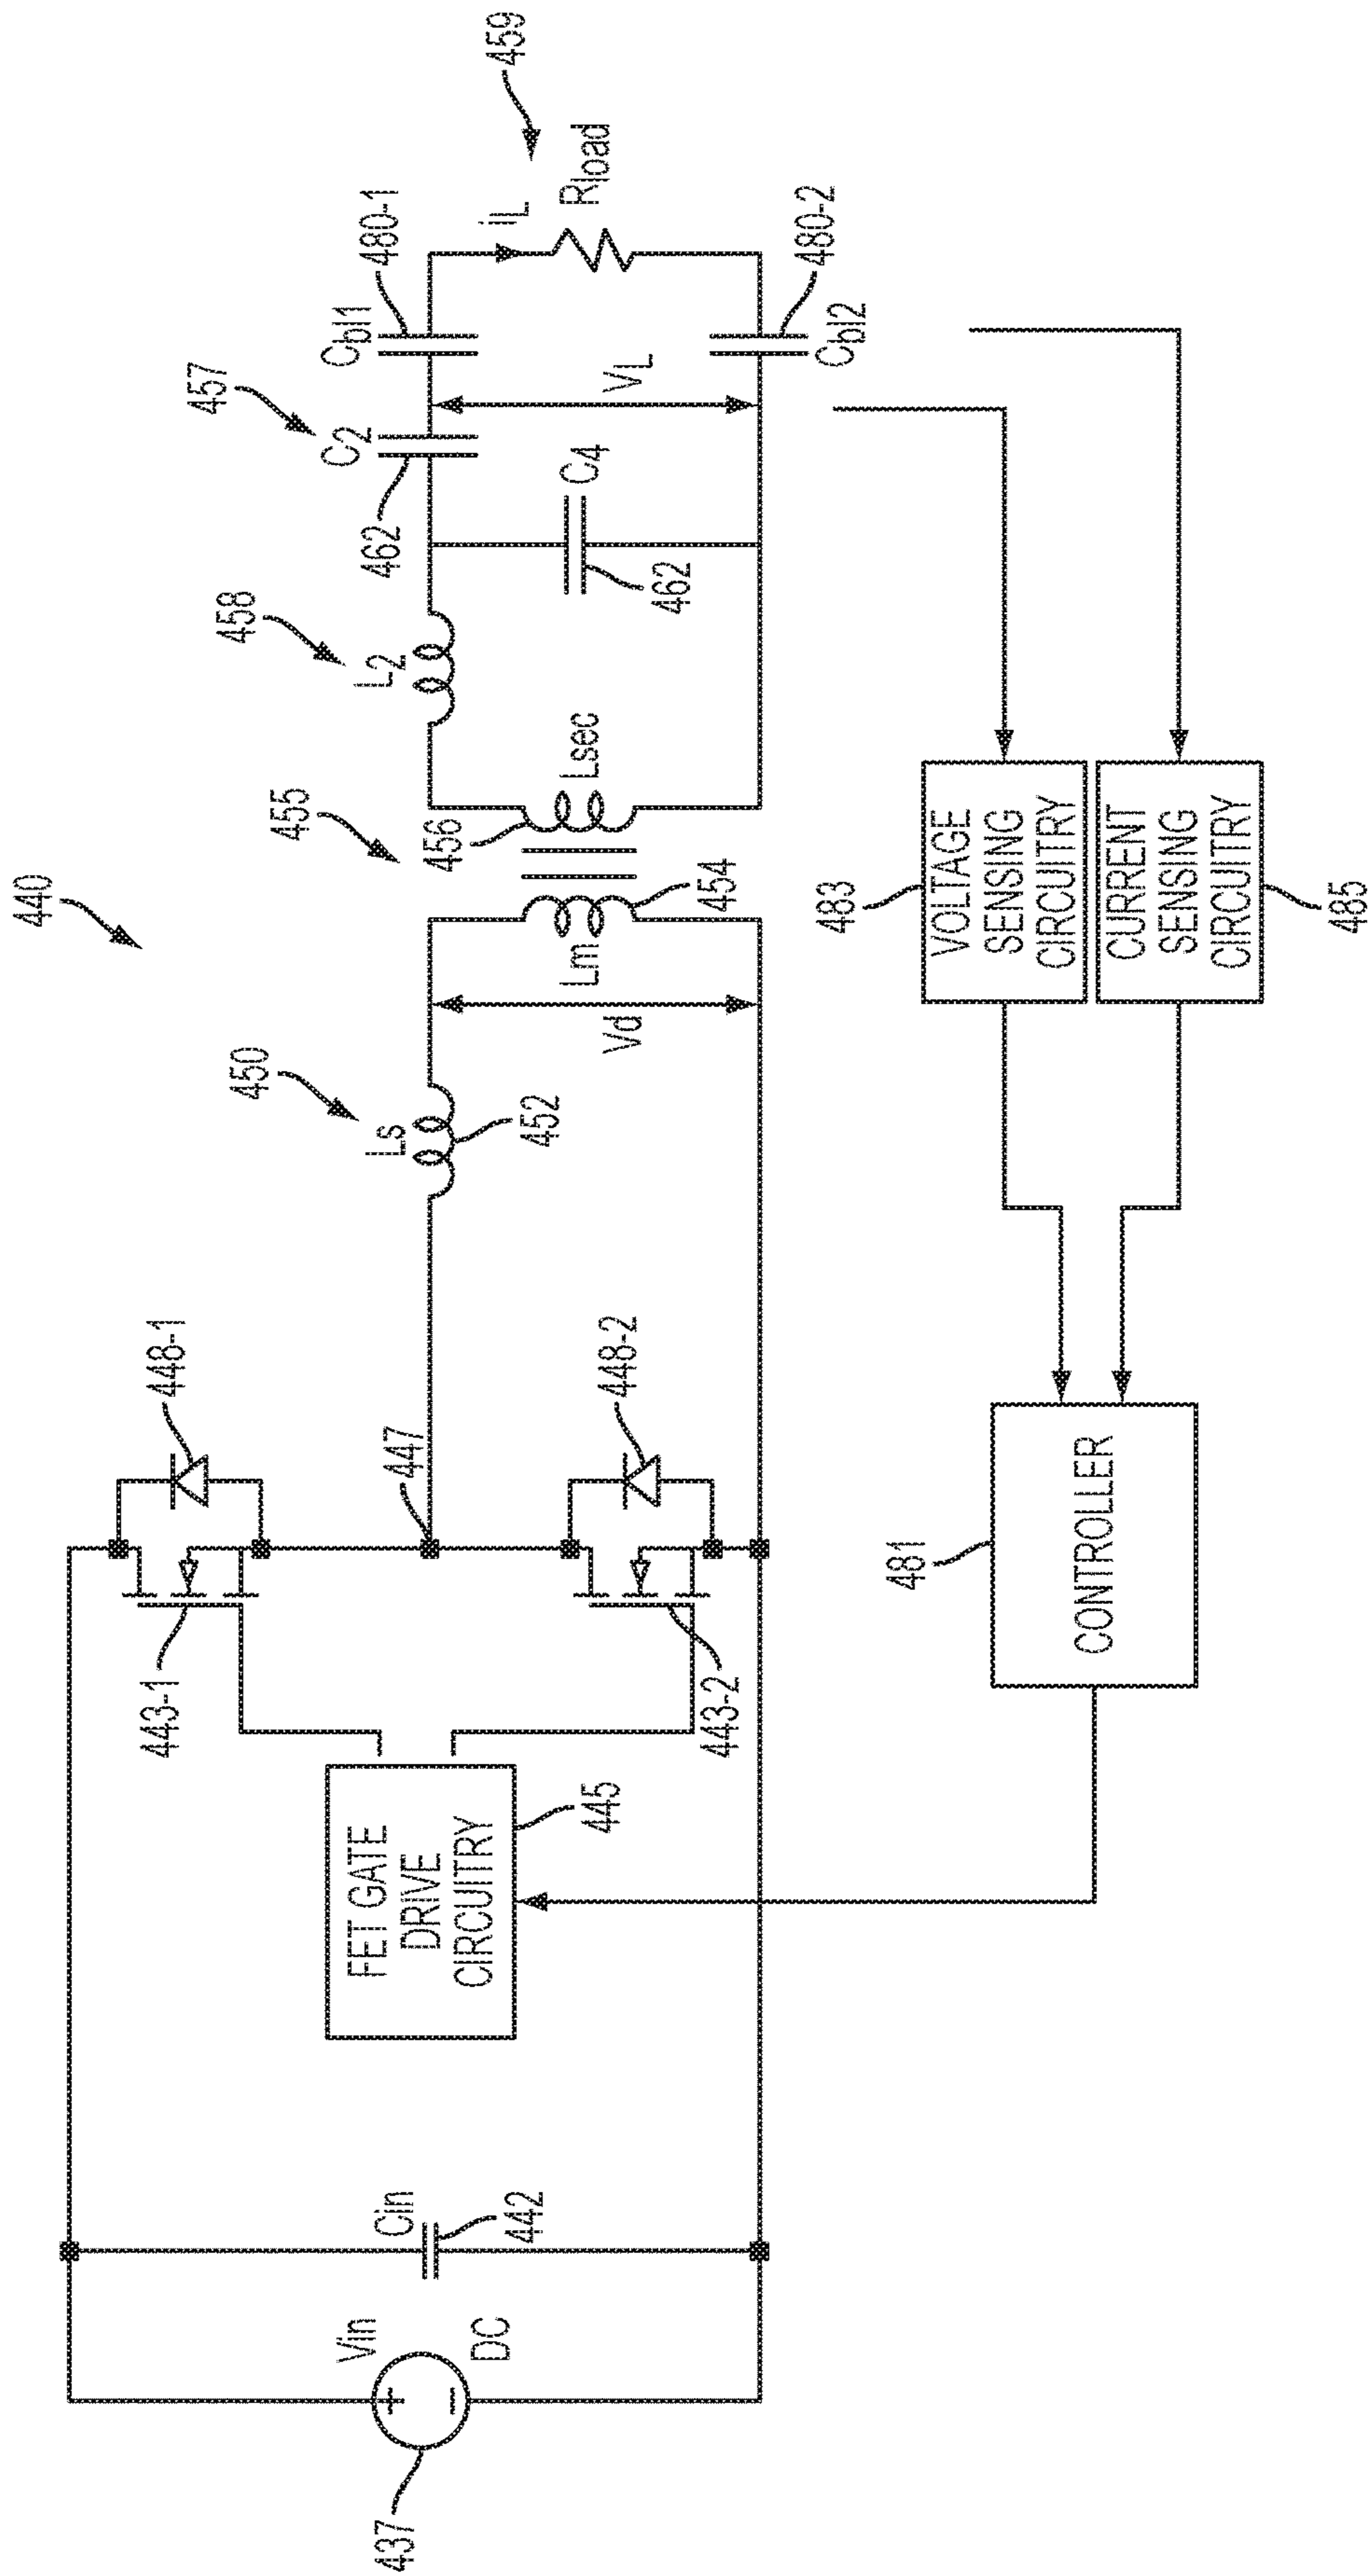 440
437
Vin
DC
Cin
442
FET GATE
DRIVE
CIRCUITRY
445
443-1
448-1
447
443-2
448-2
450
Ls
452
Vd
Lm
454
455
456
Lsec
458
L2
457
C2
462
C4
462
Cbl1
480-1
VL
iL
Rload
459
Cbl2
480-2
481
CONTROLLER
483
VOLTAGE
SENSING
CIRCUITRY
CURRENT
SENSING
CIRCUITRY
485